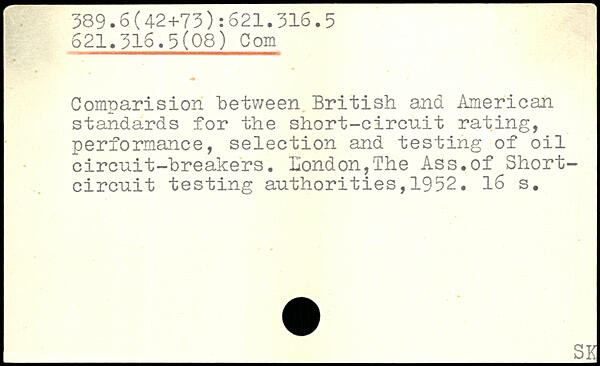 389.6(42+73):621.316.5
621.316.5(08) Com
Comparision between British and American
standards for the short-circuit rating,
performance, selection and testing of oil
circuit-breakers. London,The Ass.of Short-
circuit testing authorities,1952. 16 s.
SK